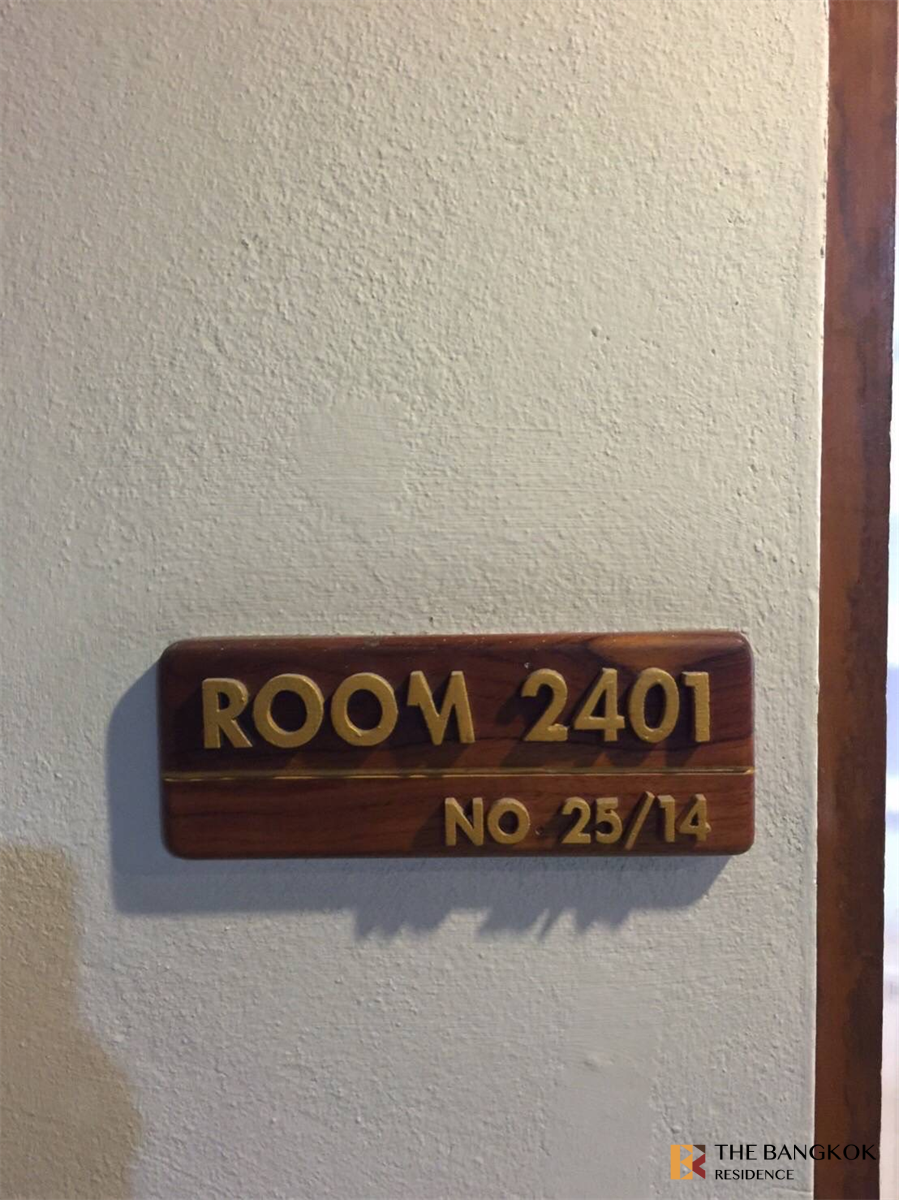 ROOM 2401
NO 25/14
THE BANGKOK
RESIDENCE